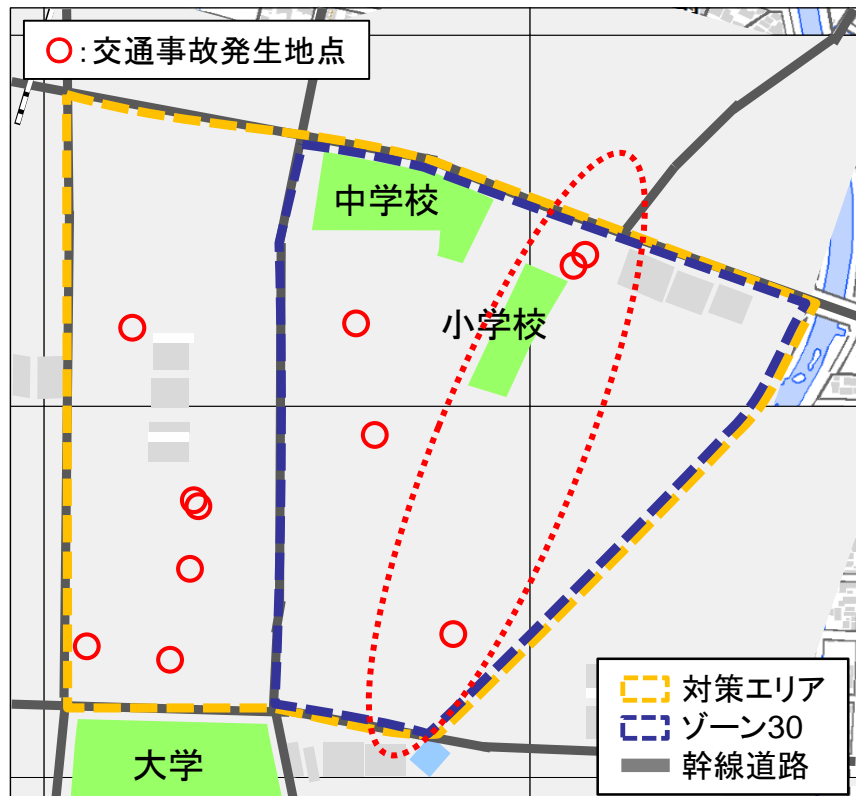 ○：交通事故発生地点
中学校
小学校
大学
対策エリア
ゾーン30
幹線道路